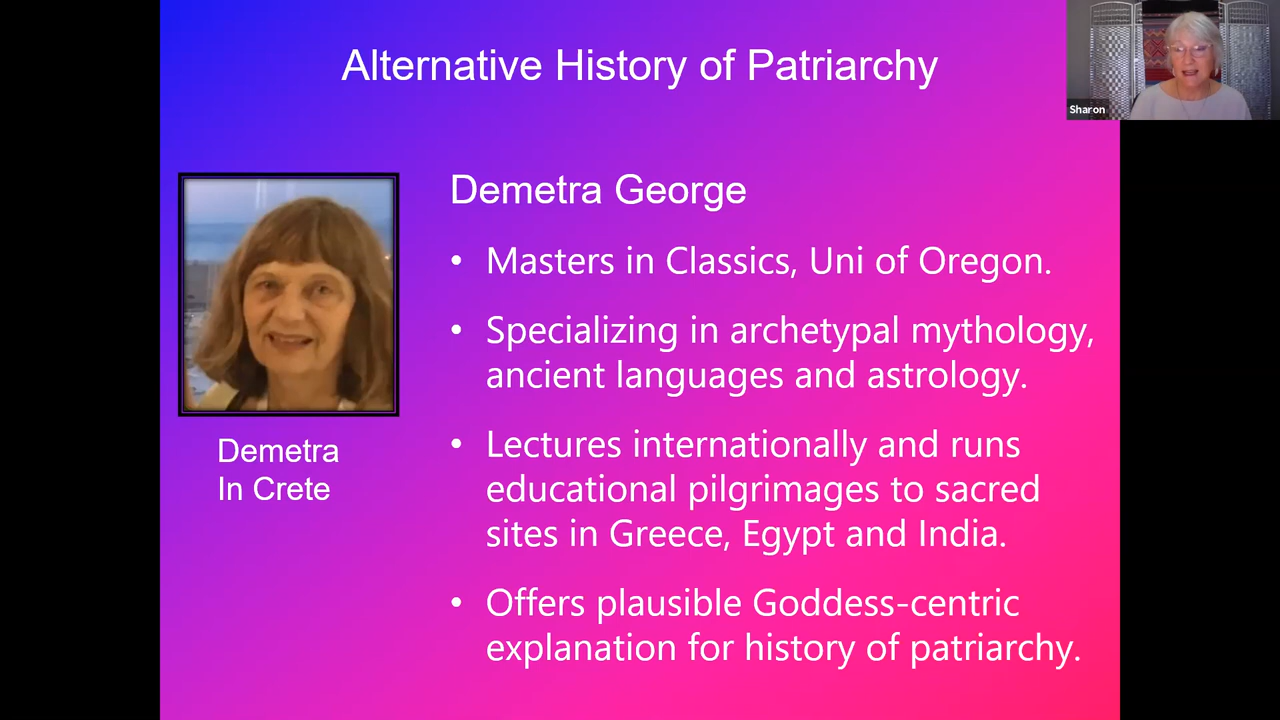 Alternative History of Patriarchy
Sharon
Demetra George
• Masters in Classics, Uni of Oregon.
• Specializing in archetypal mythology,
ancient languages and astrology.
• Lectures internationally and runs
educational pilgrimages to sacred
sites in Greece, Egypt and India.
• Offers plausible Goddess-centric
explanation for history of patriarchy.
Demetra
In Crete